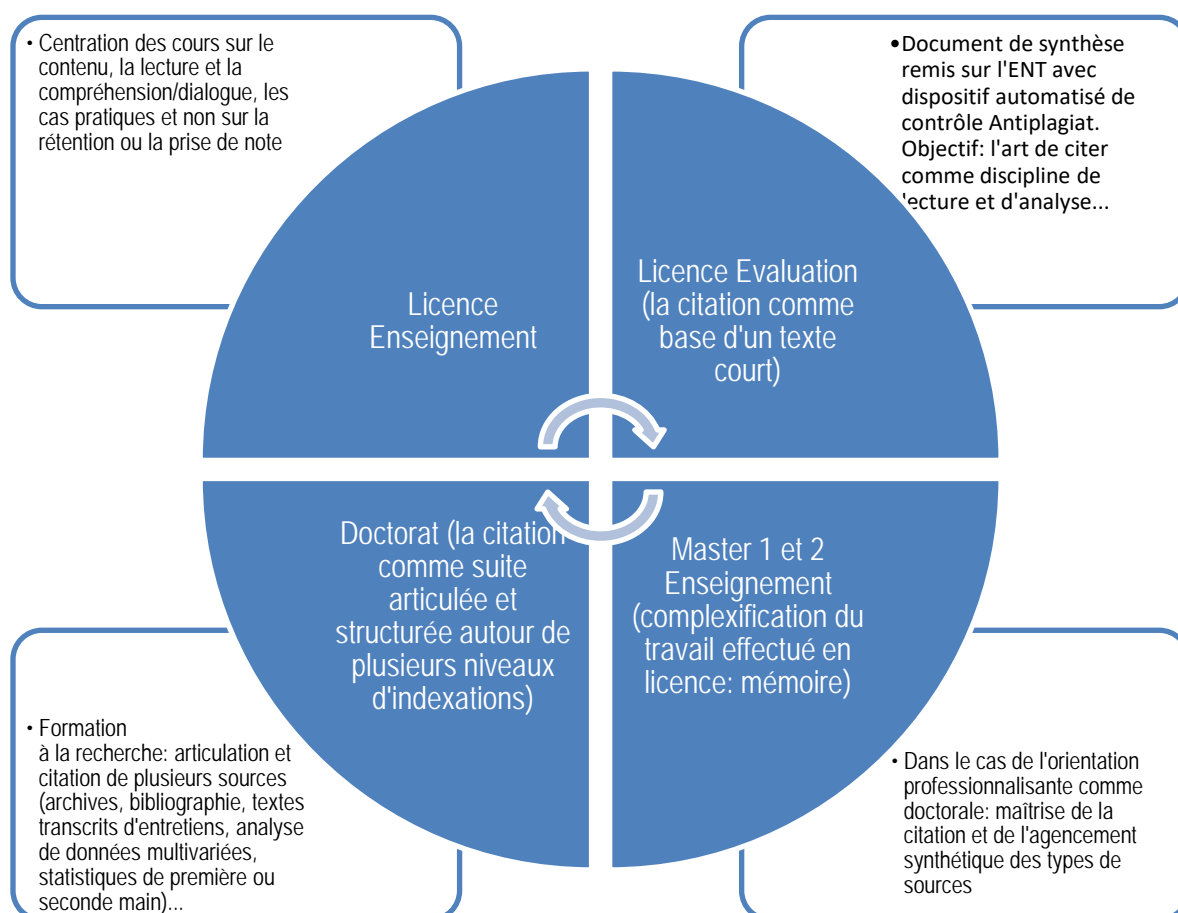 • Centration des cours sur le
contenu, la lecture et la
compréhension/dialogue, les
cas pratiques et non sur la
rétention ou la prise de note
•Document de synthèse
remis sur l'ENT avec
dispositif automatisé de
contrôle Antiplagiat.
Objectif: l'art de citer
comme discipline de
lecture et d'analyse...
Licence
Enseignement
Licence Evaluation
(la citation comme
base d'un texte
court)
Doctorat (la citation
comme suite
articulée et
structurée autour de
plusieurs niveaux
d'indexations)
Master 1 et 2
Enseignement
(complexification du
travail effectué en
licence: mémoire)
• Formation
à la recherche: articulation et
citation de plusieurs sources
(archives, bibliographie, textes
transcrits d'entretiens, analyse
de données multivariées,
statistiques de première ou
seconde main)...
• Dans le cas de l'orientation
professionnalisante comme
doctorale: maîtrise de la
citation et de l'agencement
synthétique des types de
sources